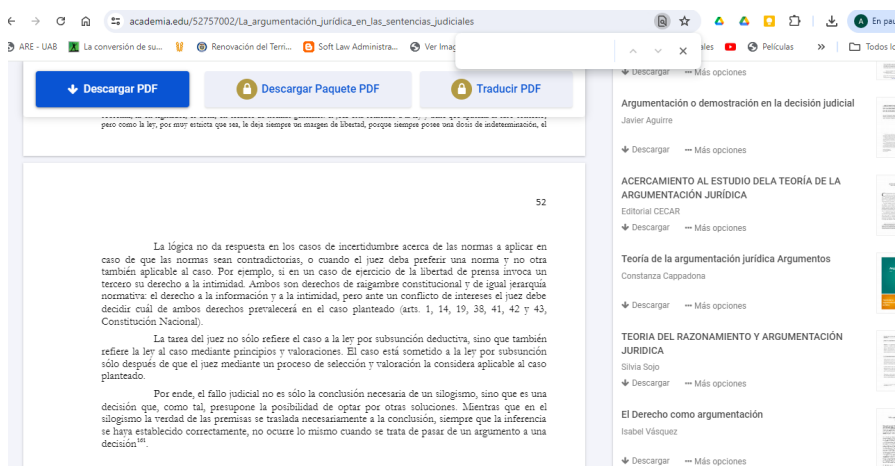 academia.edu/52757002/La_argumentación_jurídica_en_las_sentencias_judiciales
En pau
ARE - UAB
La conversión de su...
Renovación del Terri...
Soft Law Administra...
Ver Imag
ales
Películas
»
Todos lo
Descargar PDF
Descargar Paquete PDF
Traducir PDF
pero como la ley, por muy estricta que sea, le deja siempre un margen de libertad, porque siempre posee una dosis de indeterminación, el
52
La lógica no da respuesta en los casos de incertidumbre acerca de las normas a aplicar en
caso de que las normas sean contradictorias, o cuando el juez deba preferir una norma y no otra
también aplicable al caso. Por ejemplo, si en un caso de ejercicio de la libertad de prensa invoca un
tercero su derecho a la intimidad. Ambos son derechos de raigambre constitucional y de igual jerarquía
normativa: el derecho a la información y a la intimidad, pero ante un conflicto de intereses el juez debe
decidir cuál de ambos derechos prevalecerá en el caso planteado (arts. 1, 14, 19, 38, 41, 42 y 43,
Constitución Nacional).
La tarea del juez no sólo refiere el caso a la ley por subsunción deductiva, sino que también
refiere la ley al caso mediante principios y valoraciones. El caso está sometido a la ley por subsunción
sólo después de que el juez mediante un proceso de selección y valoración la considera aplicable al caso
planteado.
Por ende, el fallo judicial no es sólo la conclusión necesaria de un silogismo, sino que es una
decisión que, como tal, presupone la posibilidad de optar por otras soluciones. Mientras que en el
silogismo la verdad de las premisas se traslada necesariamente a la conclusión, siempre que la inferencia
se haya establecido correctamente, no ocurre lo mismo cuando se trata de pasar de un argumento a una
decisión¹⁶¹.
Descargar ••• Más opciones
Argumentación o demostración en la decisión judicial
Javier Aguirre
Descargar ••• Más opciones
ACERCAMIENTO AL ESTUDIO DELA TEORÍA DE LA
ARGUMENTACIÓN JURÍDICA
Editorial CECAR
Descargar ••• Más opciones
Teoría de la argumentación jurídica Argumentos
Constanza Cappadona
Descargar ••• Más opciones
TEORIA DEL RAZONAMIENTO Y ARGUMENTACIÓN
JURIDICA
Silvia Sojo
Descargar ••• Más opciones
El Derecho como argumentación
Isabel Vásquez
Descargar ••• Más opciones